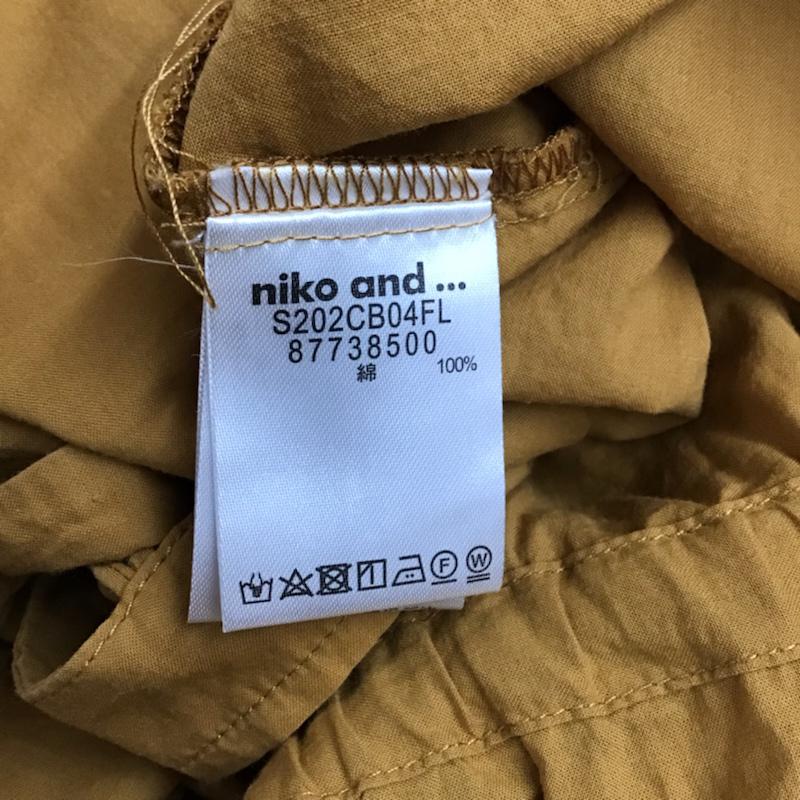 niko and ...
S202CB04FL
87738500
綿 100%
F W